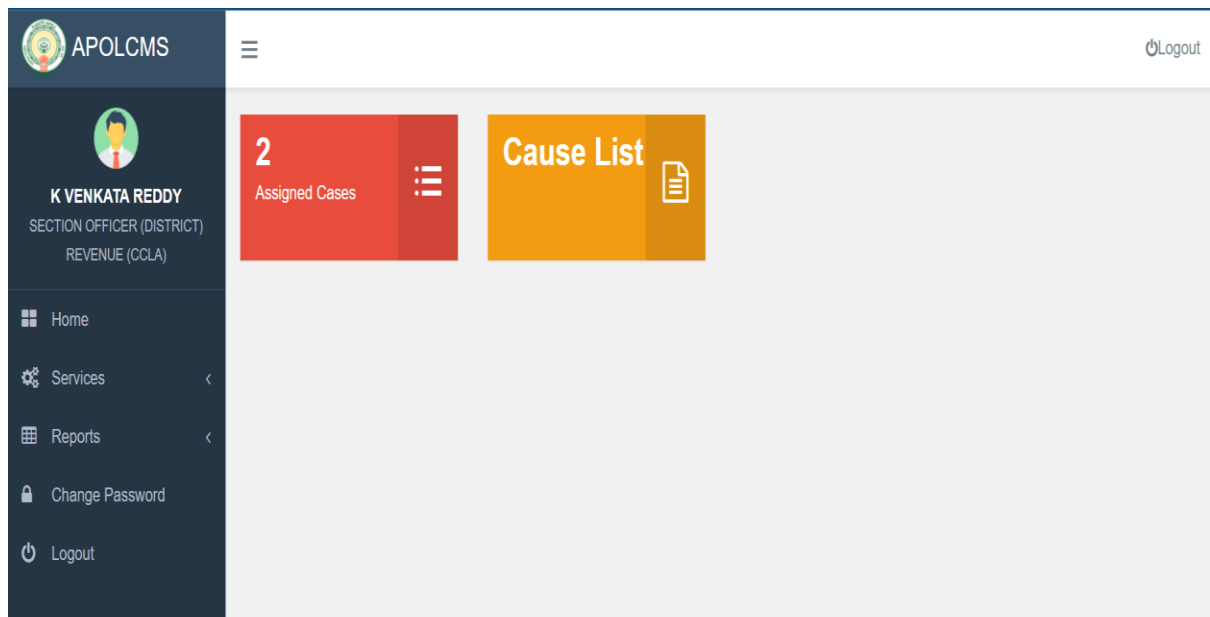 APOLCMS
Logout
K VENKATA REDDY
SECTION OFFICER (DISTRICT)
REVENUE (CCLA)
Home
Services
Reports
Change Password
Logout
2
Assigned Cases
Cause List